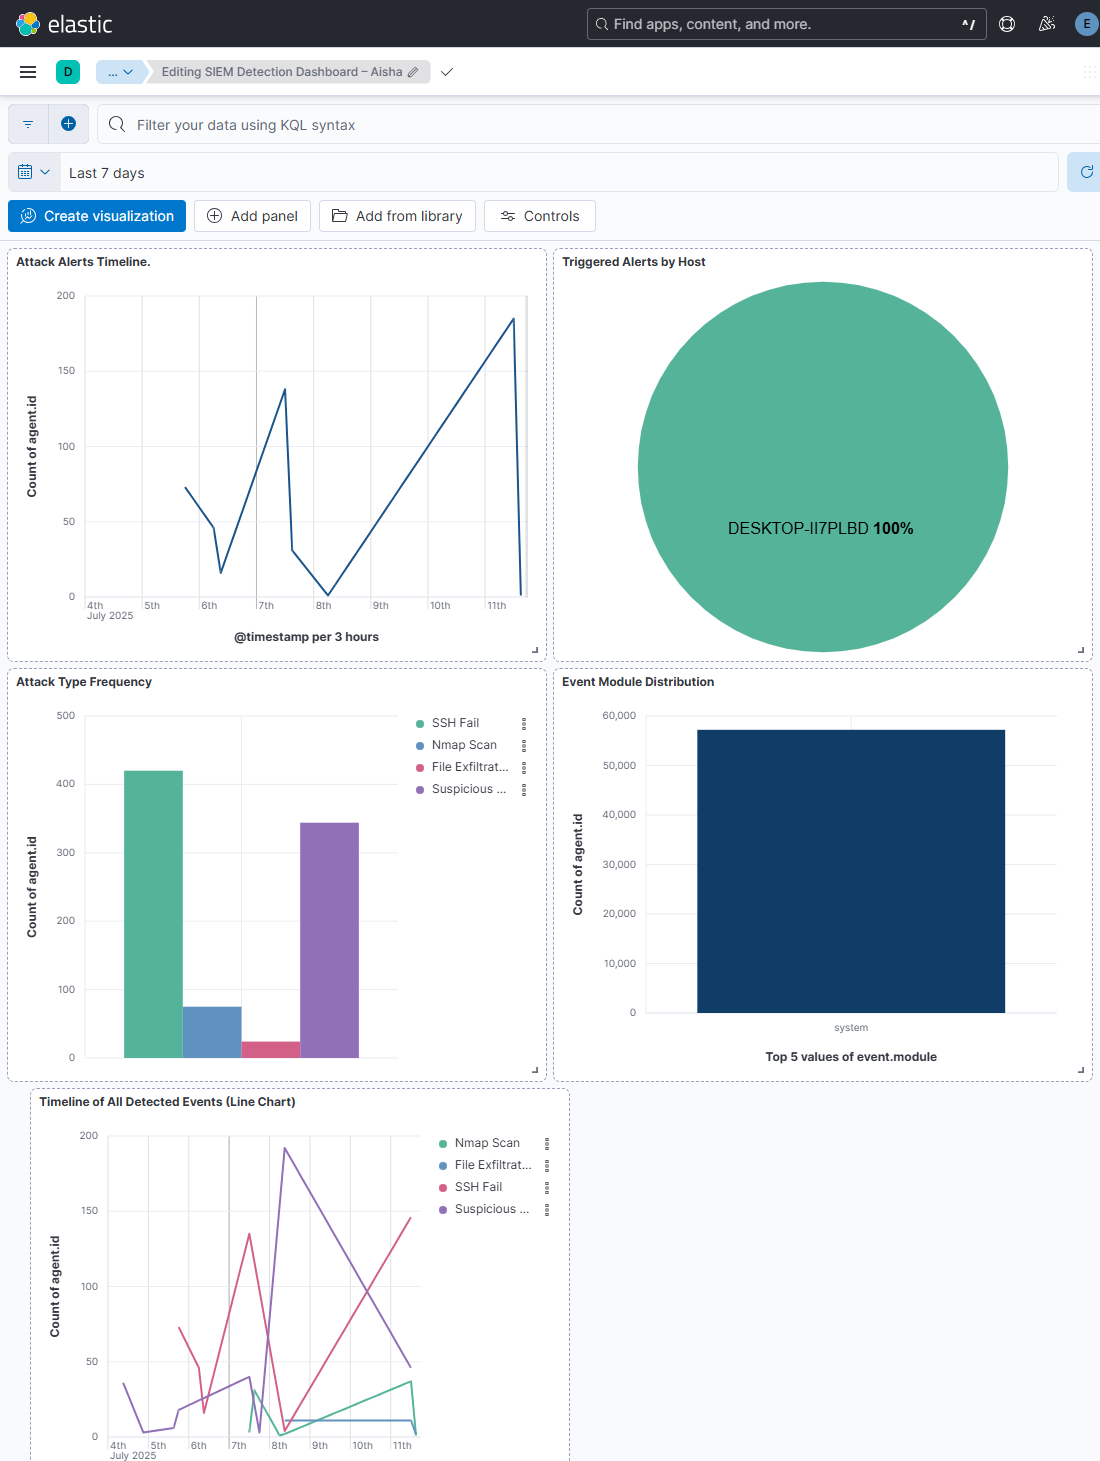 elastic
Find apps, content, and more.
^/
E
D
...
Editing SIEM Detection Dashboard – Aisha
Filter your data using KQL syntax
Last 7 days
Create visualization
Add panel
Add from library
Controls
Attack Alerts Timeline.
200
150
100
50
0
Count of agent.id
4th
5th
6th
7th
8th
9th
10th
11th
July 2025
@timestamp per 3 hours
Triggered Alerts by Host
DESKTOP-II7PLBD 100%
Attack Type Frequency
500
400
300
200
100
0
Count of agent.id
SSH Fail
Nmap Scan
File Exfiltrat...
Suspicious ...
Event Module Distribution
60,000
50,000
40,000
30,000
20,000
10,000
0
Count of agent.id
system
Top 5 values of event.module
Timeline of All Detected Events (Line Chart)
200
150
100
50
0
Count of agent.id
4th
5th
6th
7th
8th
9th
10th
11th
July 2025
Nmap Scan
File Exfiltrat...
SSH Fail
Suspicious ...